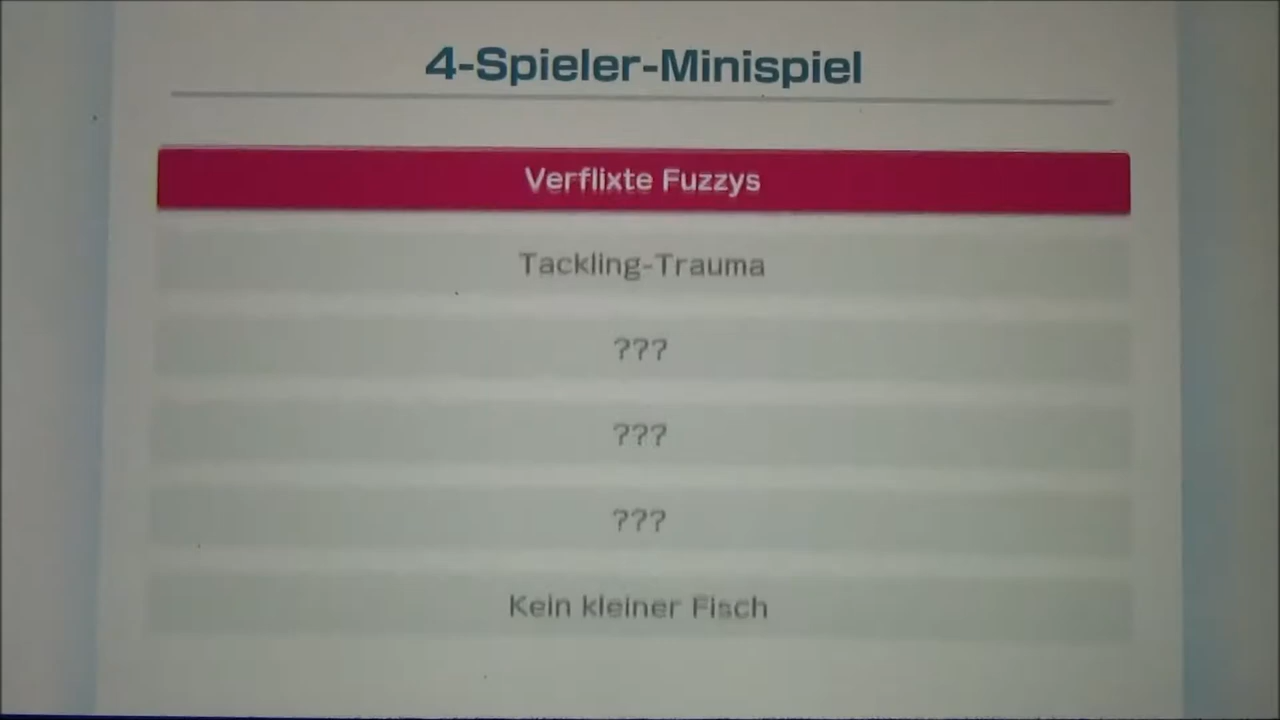 4-Spieler-Minispiel
Verflixte Fuzzys
Tackling-Trauma
???
???
???
Kein kleiner Fisch